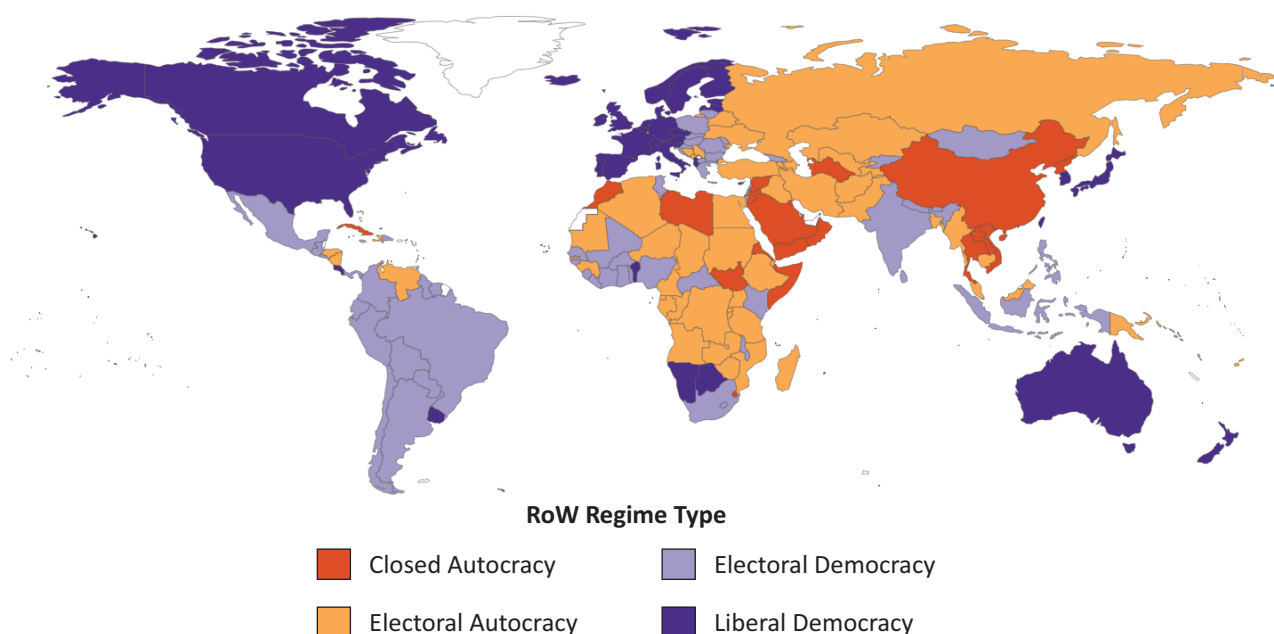 RoW Regime Type
Closed Autocracy
Electoral Democracy
Electoral Autocracy
Liberal Democracy